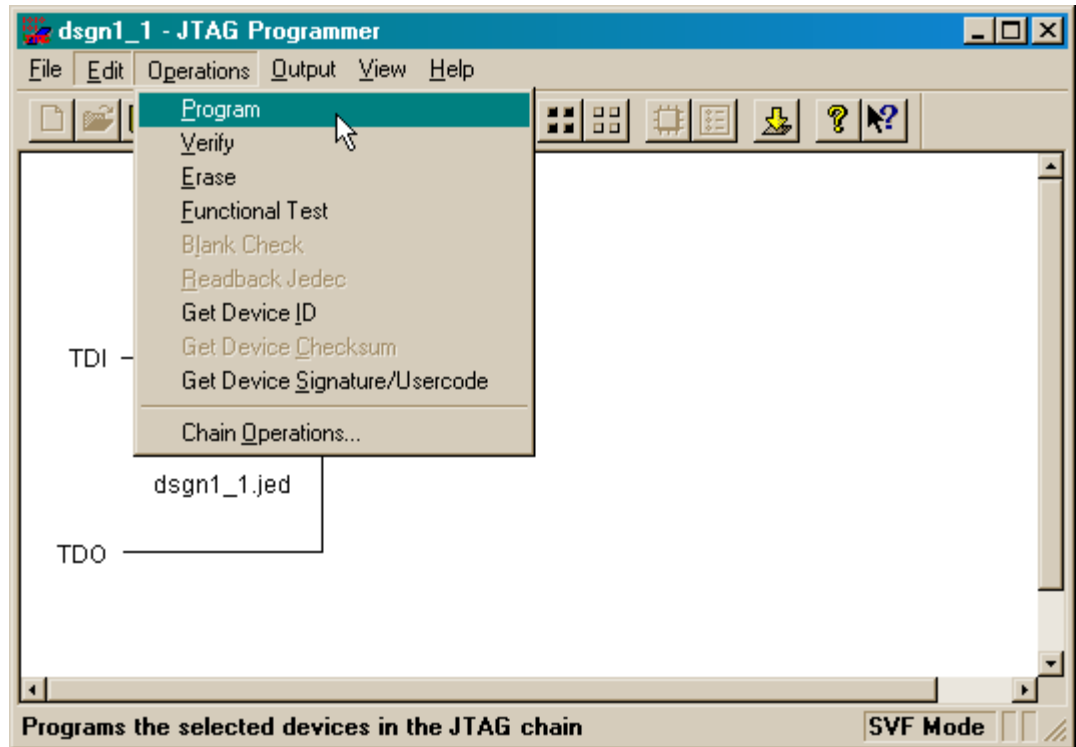 dsgn1_1 - JTAG Programmer
File Edit Operations Output View Help
Program
Verify
Erase
Functional Test
Blank Check
Readback Jedec
Get Device ID
TDI
Get Device Checksum
Get Device Signature/Usercode
Chain Operations...
dsgn1_1.jed
TDO
Programs the selected devices in the JTAG chain SVF Mode